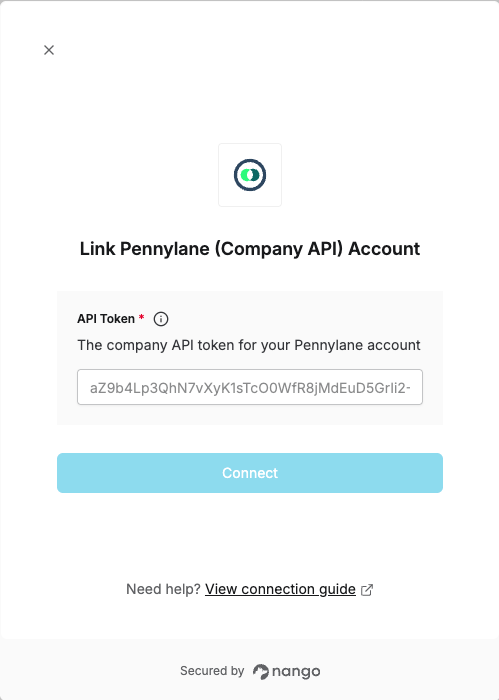 Link Pennylane (Company API) Account
API Token *
The company API token for your Pennylane account
aZ9b4Lp3QhN7vXyK1sTcO0WfR8jMdEuD5GrIi2-
Connect
Need help? View connection guide
Secured by nango